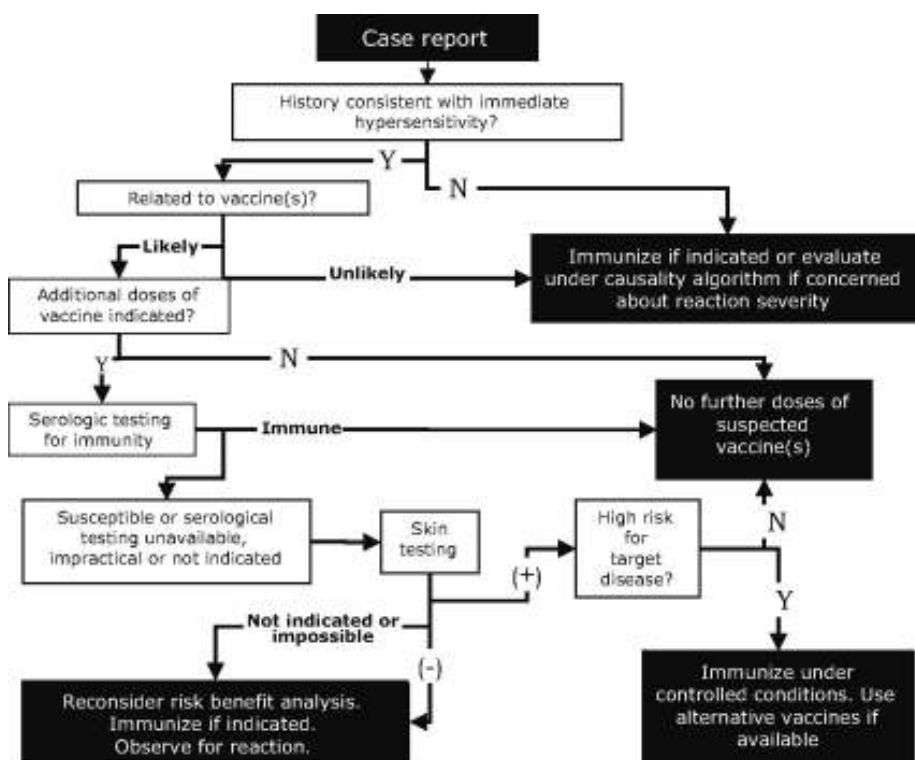 Case report
History consistent with immediate
hypersensitivity?
Y
N
Related to vaccine(s)?
Likely
Unlikely
Immunize if indicated or evaluate
under causality algorithm if concerned
about reaction severity
Additional doses of
vaccine indicated?
Y
N
Serologic testing
for immunity
Immune
No further doses of
suspected
vaccine(s)
Susceptible or serological
testing unavailable,
impractical or not indicated
Skin
testing
(+)
High risk
for
target
disease?
N
Y
Not indicated or
impossible
(-)
Reconsider risk benefit analysis.
Immunize if indicated.
Observe for reaction.
Immunize under
controlled conditions. Use
alternative vaccines if
available